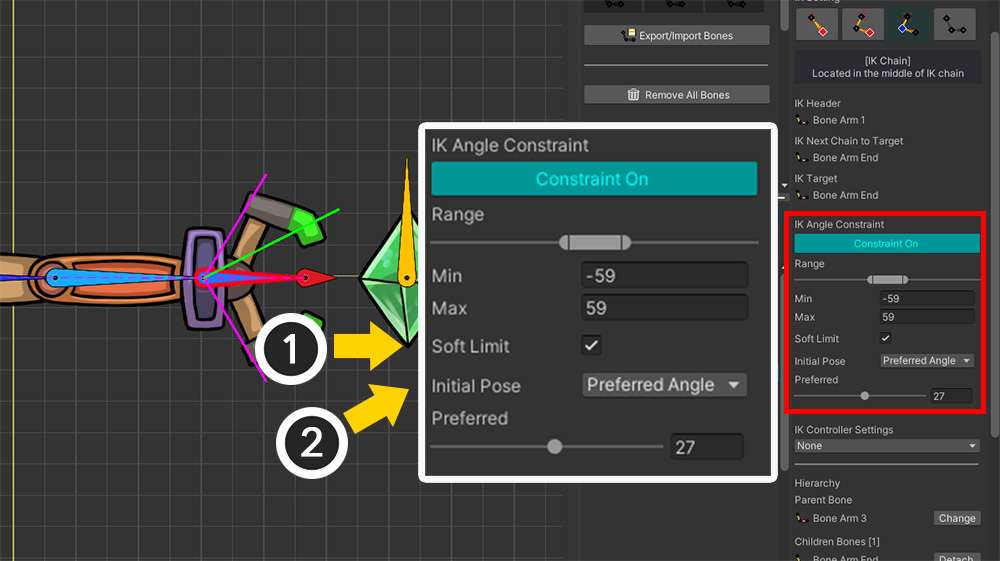 Export/Import Bones
Remove All Bones
IK Setting
[IK Chain]
Located in the middle of IK chain
IK Header
Bone Arm 1
IK Next Chain to Target
Bone Arm End
IK Target
Bone Arm End
IK Angle Constraint
Constraint On
Range
Min -59
Max 59
Soft Limit
Initial Pose Preferred Angle
Preferred
27
1
2
IK Angle Constraint
Constraint On
Range
Min -59
Max 59
Soft Limit
Initial Pose Preferred Angle
Preferred
27
IK Controller Settings
None
Hierarchy
Parent Bone
Bone Arm 3 Change
Children Bones [1]
Bone Arm End Detach